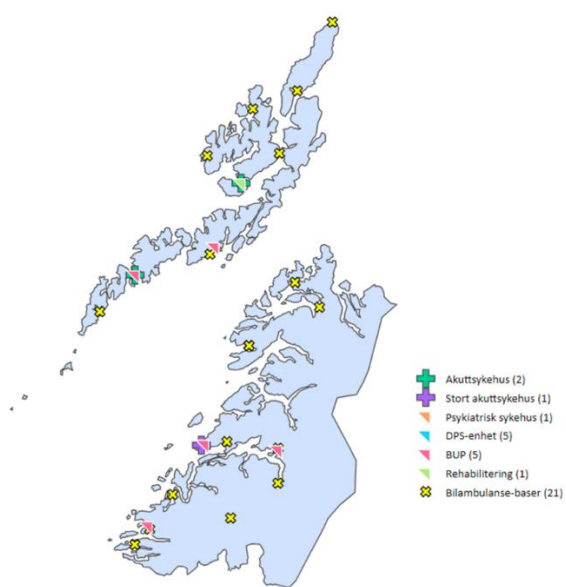 Akuttsykehus (2)
Stort akuttsykehus (1)
Psykiatrisk sykehus (1)
DPS-enhet (5)
BUP (5)
Rehabilitering (1)
Bilambulanse-baser (21)